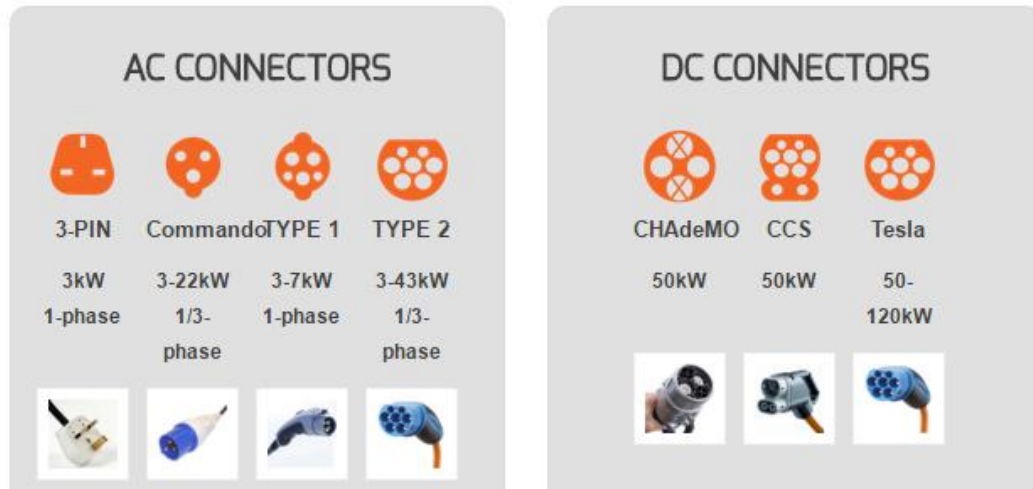 AC CONNECTORS
3-PIN
3kW
1-phase
Commando
3-22kW
1/3-
phase
TYPE 1
3-7kW
1-phase
TYPE 2
3-43kW
1/3-
phase
DC CONNECTORS
CHAdeMO
50kW
CCS
50kW
Tesla
50-
120kW